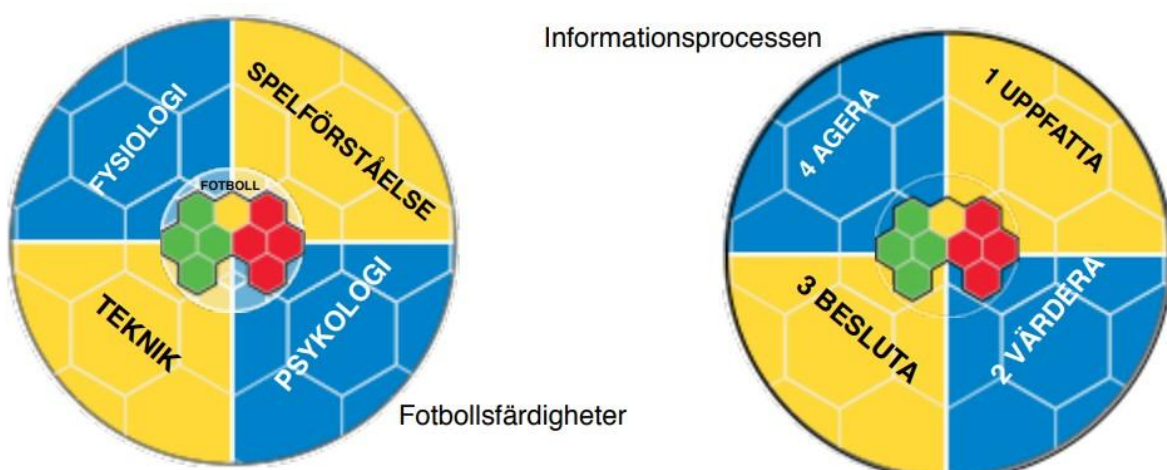 Informationsprocessen
FYSIOLOGI
SPELFÖRSTÅELSE
FOTBOLL
TEKNIK
PSYKOLOGI
Fotbollsfärdigheter
4 AGERA
1 UPPFATTA
3 BESLUTA
2 VÄRDERA